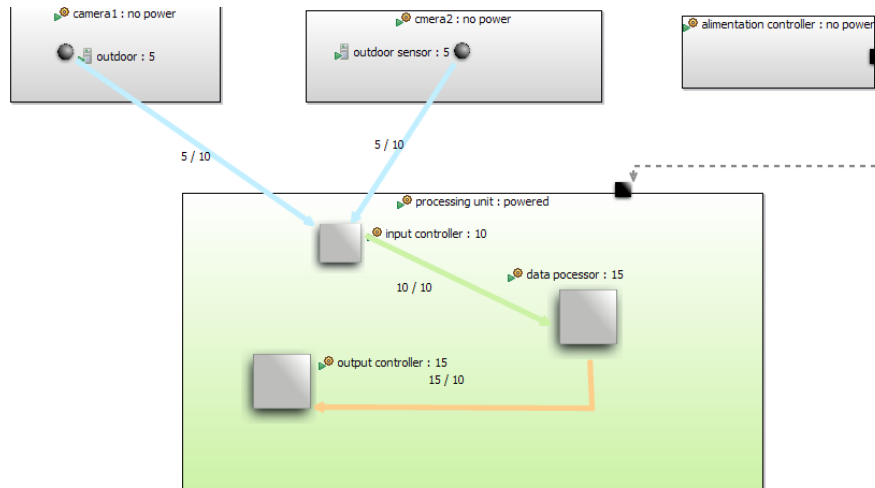 camera1 : no power
cmera2 : no power
alimentation controller : no power
outdoor : 5
outdoor sensor : 5
5 / 10
5 / 10
processing unit : powered
input controller : 10
data pocessor : 15
10 / 10
output controller : 15
15 / 10